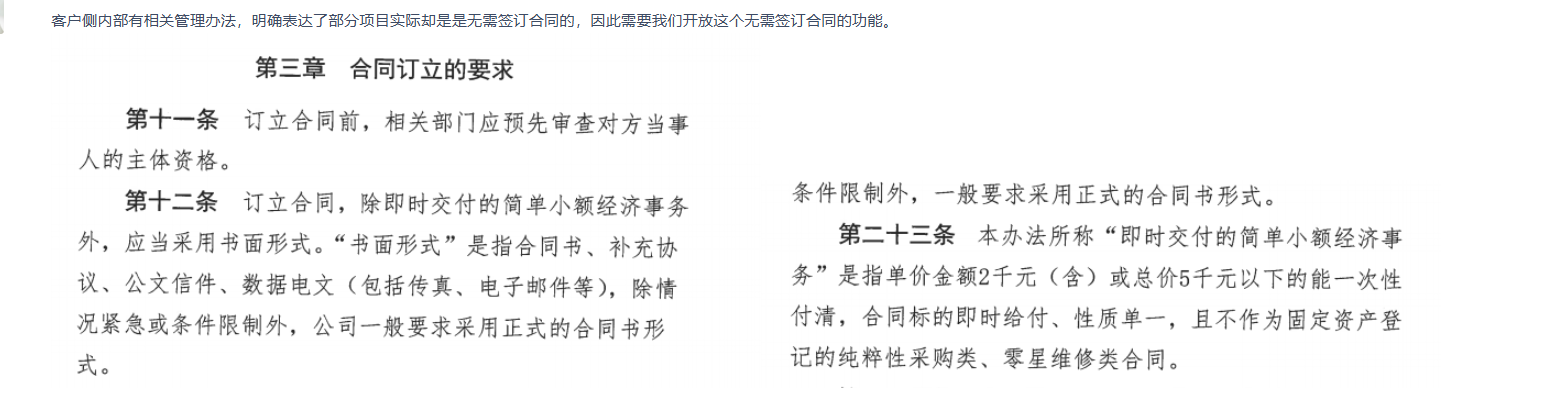 客户侧内部有相关管理办法，明确表达了部分项目实际却是是无需签订合同的，因此需要我们开放这个无需签订合同的功能。
第三章 合同订立的要求
第十一条 订立合同前，相关部门应预先审查对方当事
人的主体资格。
第十二条 订立合同，除即时交付的简单小额经济事务
外，应当采用书面形式。“书面形式”是指合同书、补充协
议、公文信件、数据电文（包括传真、电子邮件等），除情
况紧急或条件限制外，公司一般要求采用正式的合同书形
式。
条件限制外，一般要求采用正式的合同书形式。
第二十三条 本办法所称“即时交付的简单小额经济事
务”是指单价金额2千元（含）或总价5千元以下的能一次性
付清，合同标的即时给付、性质单一，且不作为固定资产登
记的纯粹性采购类、零星维修类合同。